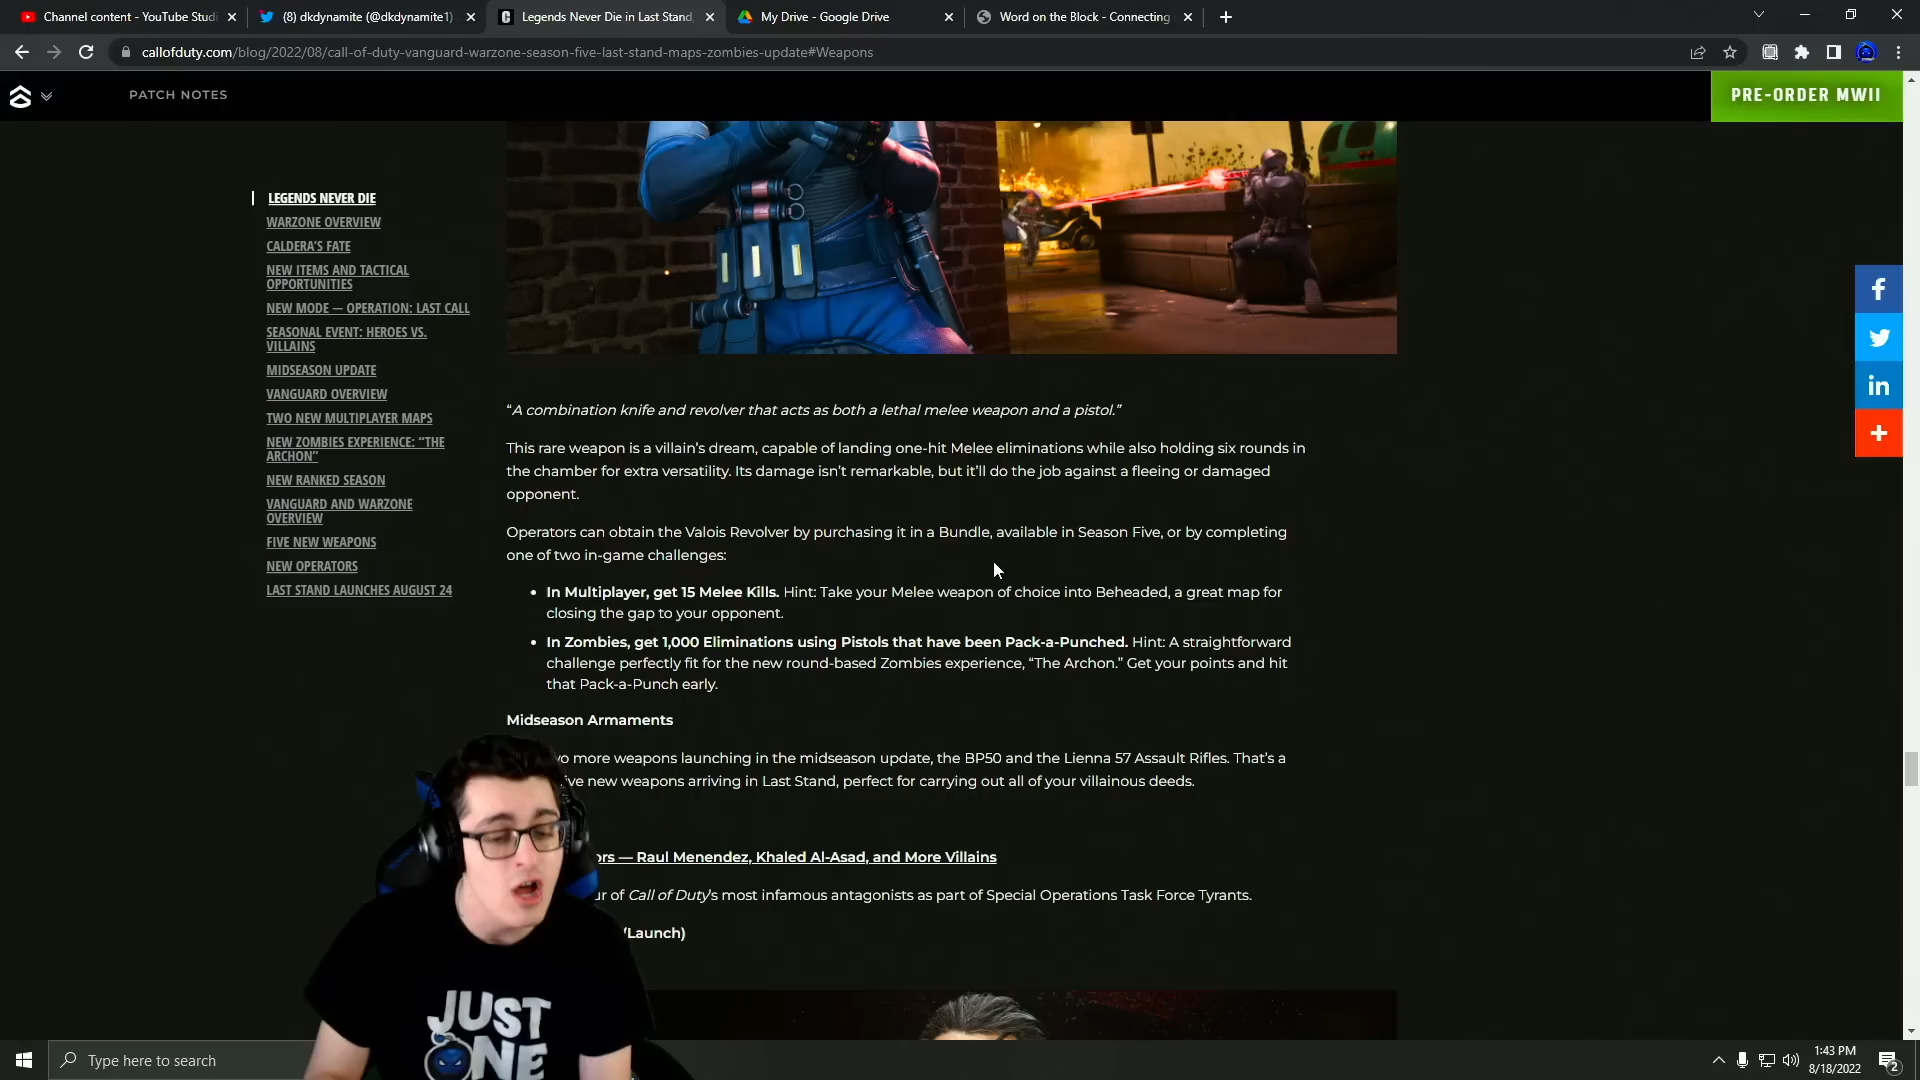 Channel content - YouTube Studi
(8) dkdynamite (@dkdynamite1)
Legends Never Die in Last Stand,
My Drive - Google Drive
Word on the Block - Connecting
callofduty.com/blog/2022/08/call-of-duty-vanguard-warzone-season-five-last-stand-maps-zombies-update#Weapons
PATCH NOTES
PRE-ORDER MWII
LEGENDS NEVER DIE
WARZONE OVERVIEW
CALDERA'S FATE
NEW ITEMS AND TACTICAL
OPPORTUNITIES
NEW MODE — OPERATION: LAST CALL
SEASONAL EVENT: HEROES VS.
VILLAINS
MIDSEASON UPDATE
VANGUARD OVERVIEW
TWO NEW MULTIPLAYER MAPS
NEW ZOMBIES EXPERIENCE: "THE
ARCHON"
NEW RANKED SEASON
VANGUARD AND WARZONE
OVERVIEW
FIVE NEW WEAPONS
NEW OPERATORS
LAST STAND LAUNCHES AUGUST 24
"A combination knife and revolver that acts as both a lethal melee weapon and a pistol."
This rare weapon is a villain's dream, capable of landing one-hit Melee eliminations while also holding six rounds in
the chamber for extra versatility. Its damage isn't remarkable, but it'll do the job against a fleeing or damaged
opponent.
Operators can obtain the Valois Revolver by purchasing it in a Bundle, available in Season Five, or by completing
one of two in-game challenges:
• In Multiplayer, get 15 Melee Kills. Hint: Take your Melee weapon of choice into Beheaded, a great map for
closing the gap to your opponent.
• In Zombies, get 1,000 Eliminations using Pistols that have been Pack-a-Punched. Hint: A straightforward
challenge perfectly fit for the new round-based Zombies experience, "The Archon." Get your points and hit
that Pack-a-Punch early.
Midseason Armaments
more weapons launching in the midseason update, the BP50 and the Lienna 57 Assault Rifles. That's a
new weapons arriving in Last Stand, perfect for carrying out all of your villainous deeds.
— Raul Menendez, Khaled Al-Asad, and More Villains
of Call of Duty's most infamous antagonists as part of Special Operations Task Force Tyrants.
(Launch)
JUST
ONE
Type here to search
1:43 PM
8/18/2022
2